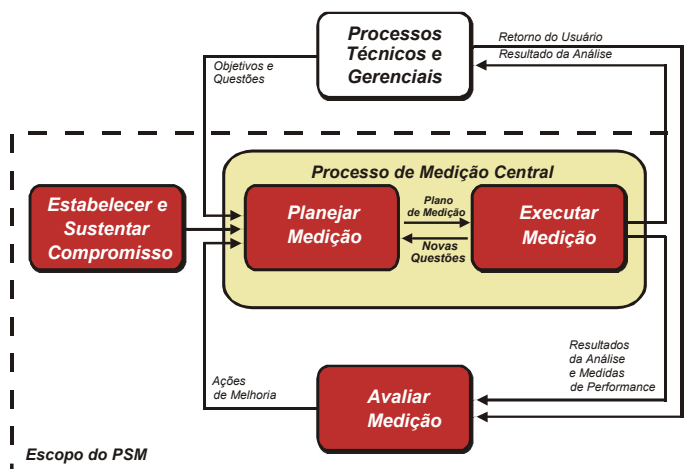 Processos
Técnicos e
Gerenciais
Retorno do Usuário
Resultado da Análise
Objetivos e
Questões
Processo de Medição Central
Estabelecer e
Sustentar
Compromisso
Planejar
Medição
Plano
de Medição
Novas
Questões
Executar
Medição
Resultados
da Análise
e Medidas
de Performance
Ações
de Melhoria
Avaliar
Medição
Escopo do PSM